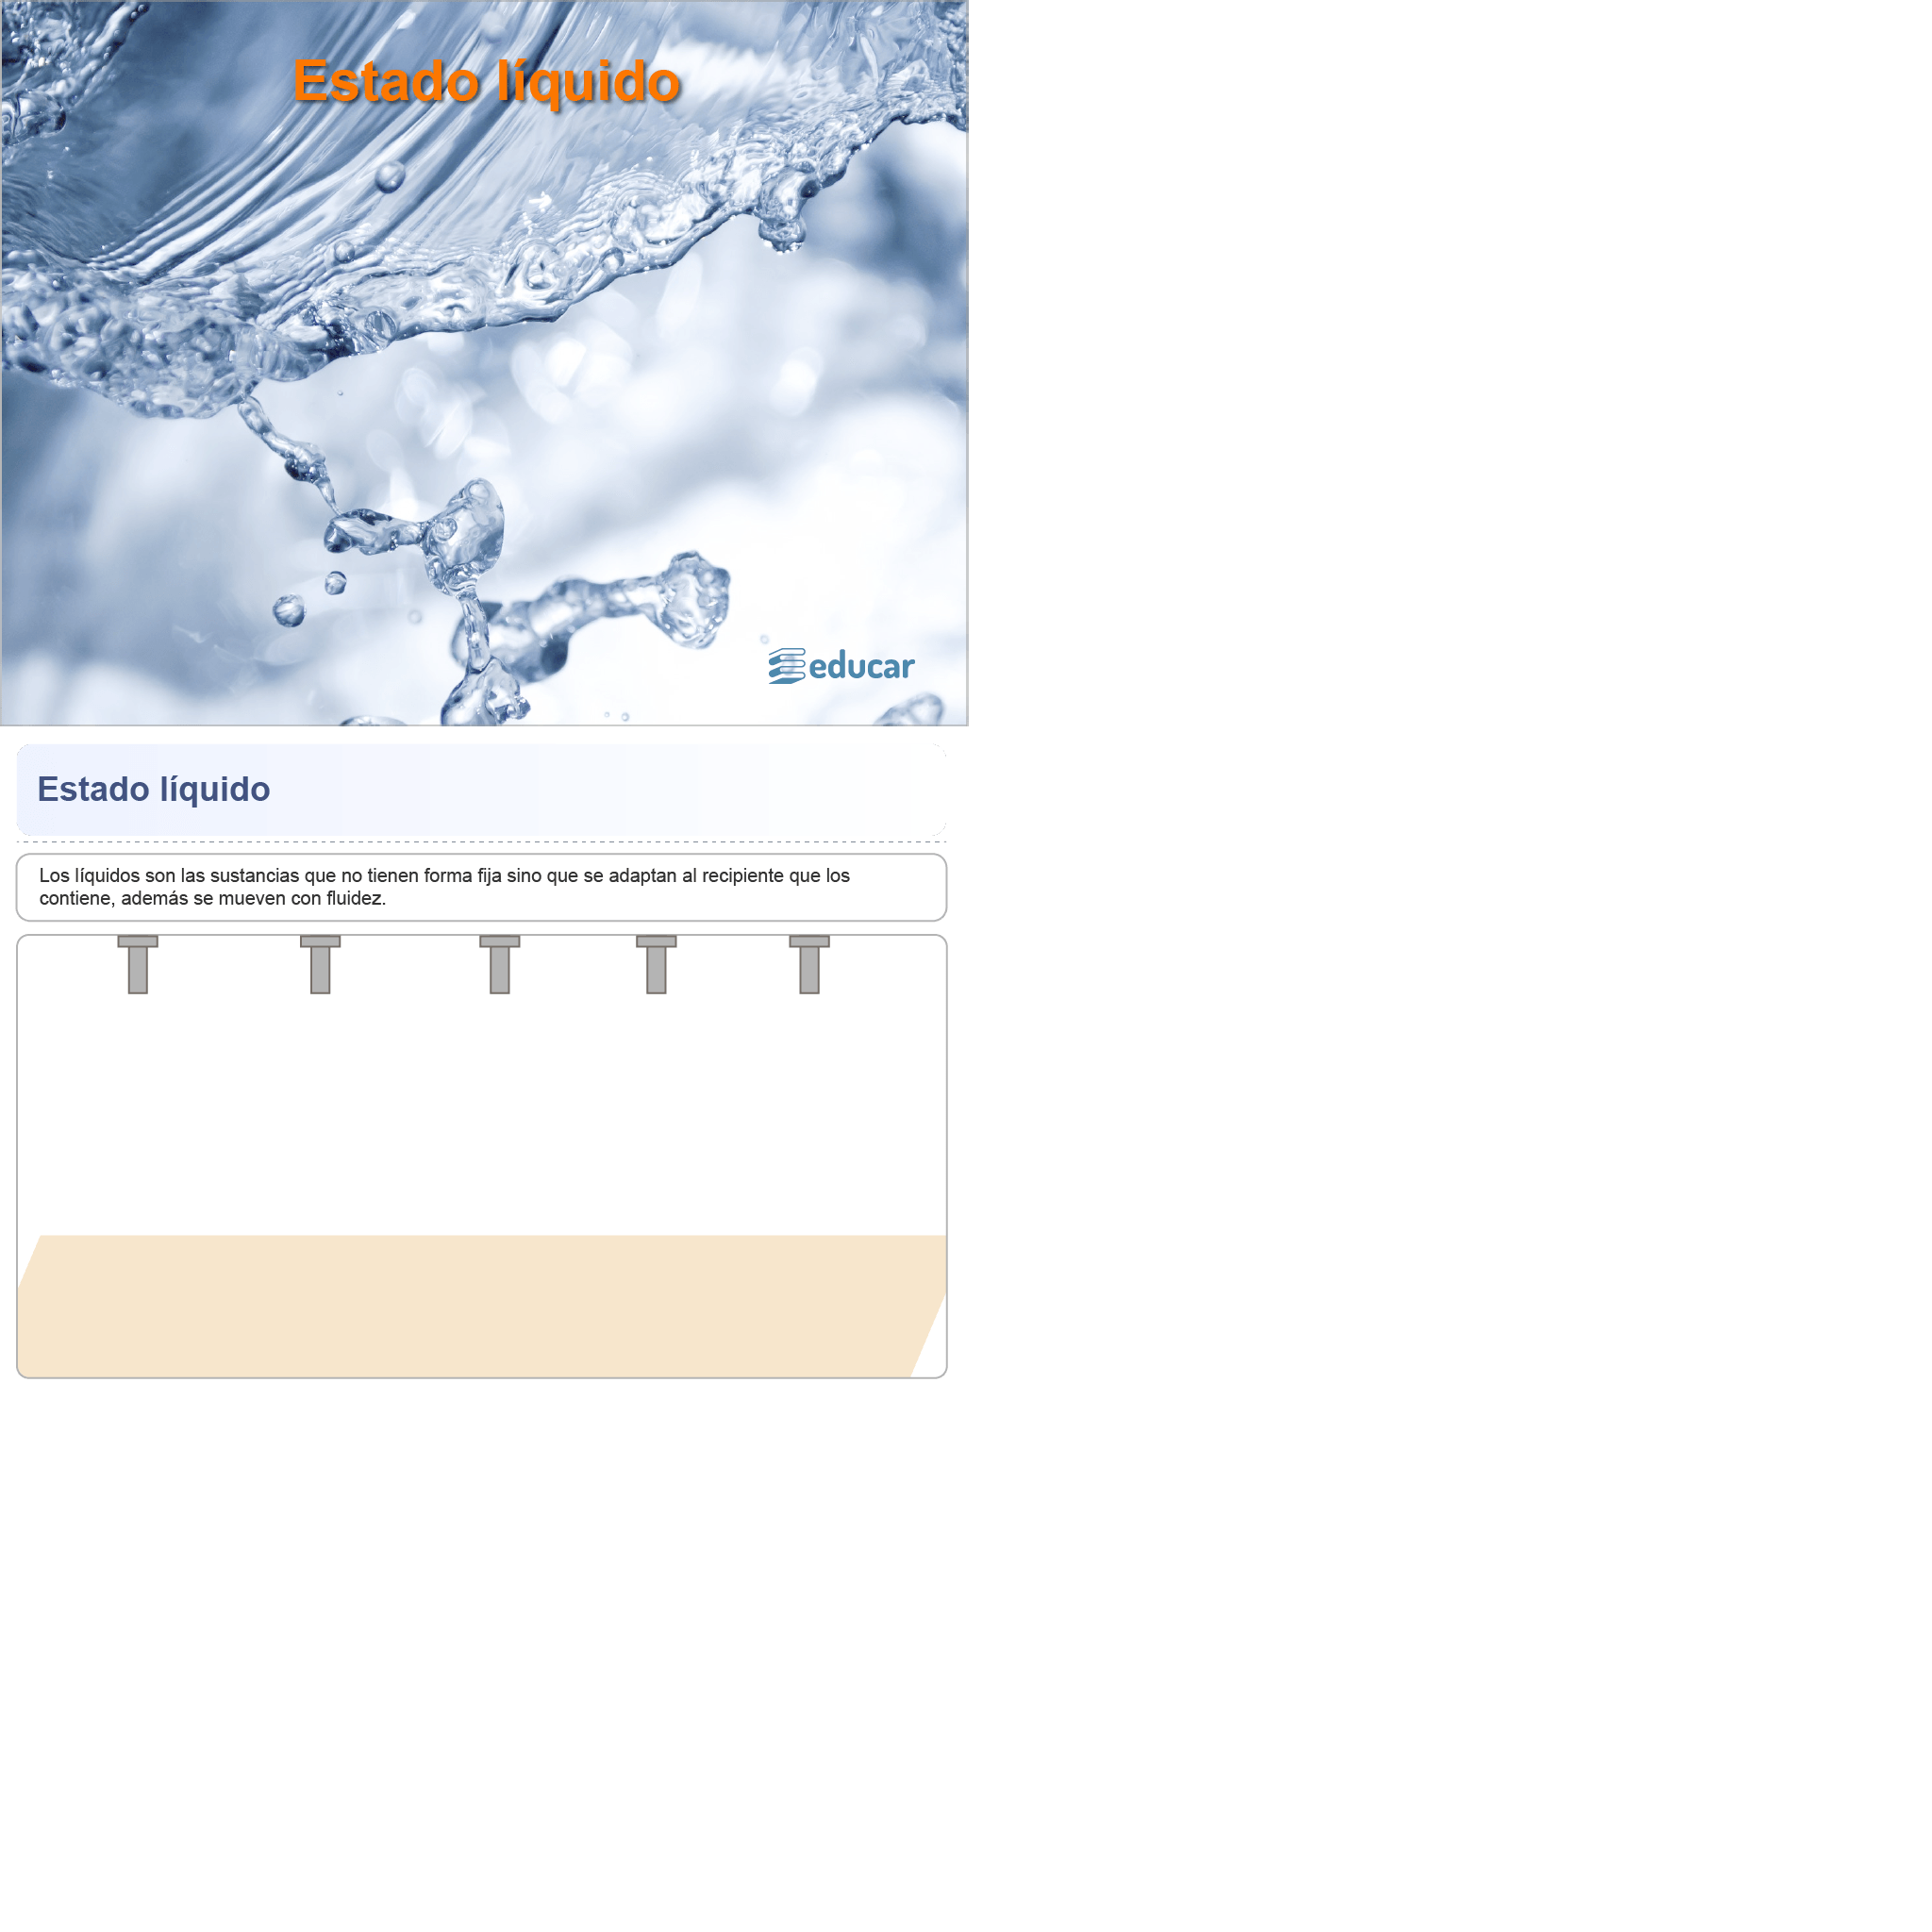 Estado líquido
educar
Estado líquido
Los líquidos son las sustancias que no tienen forma fija sino que se adaptan al recipiente que los
contiene, además se mueven con fluidez.